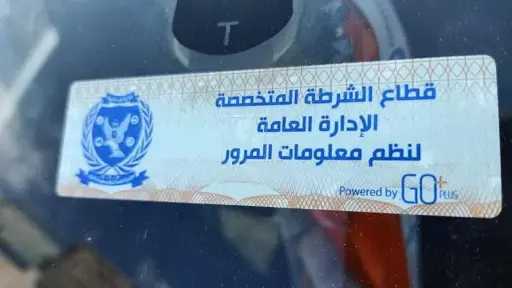 T
قطاع الشرطة المتخصصة
الإدارة العامة
لنظم معلومات المرور
Powered by GO+ PLUS